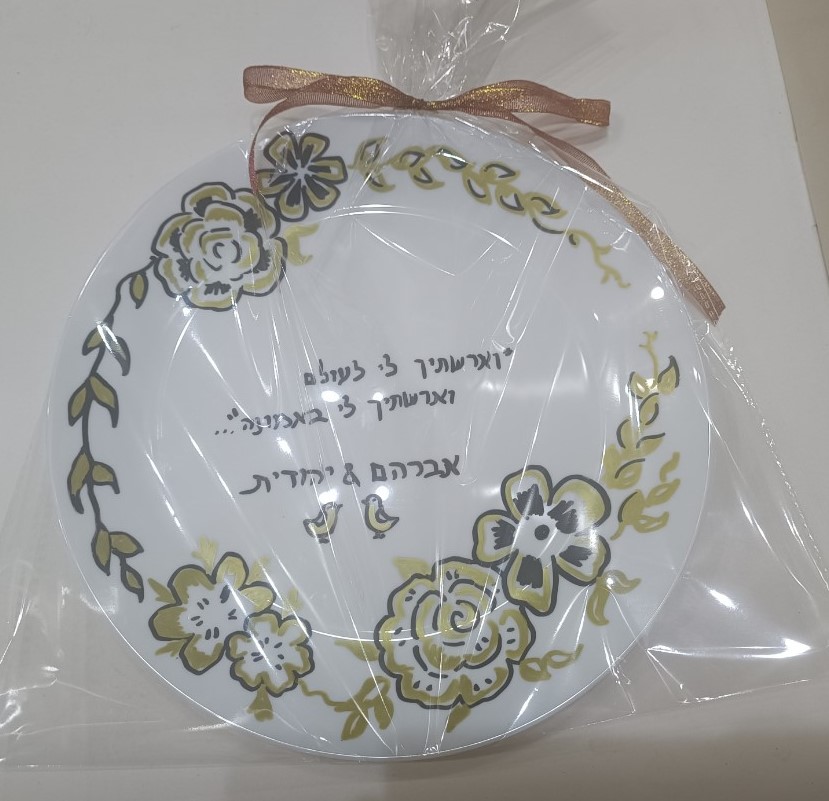 "וארשתיך לי לעולם
וארשתיך לי באמונה"...
אברהם & יהודית